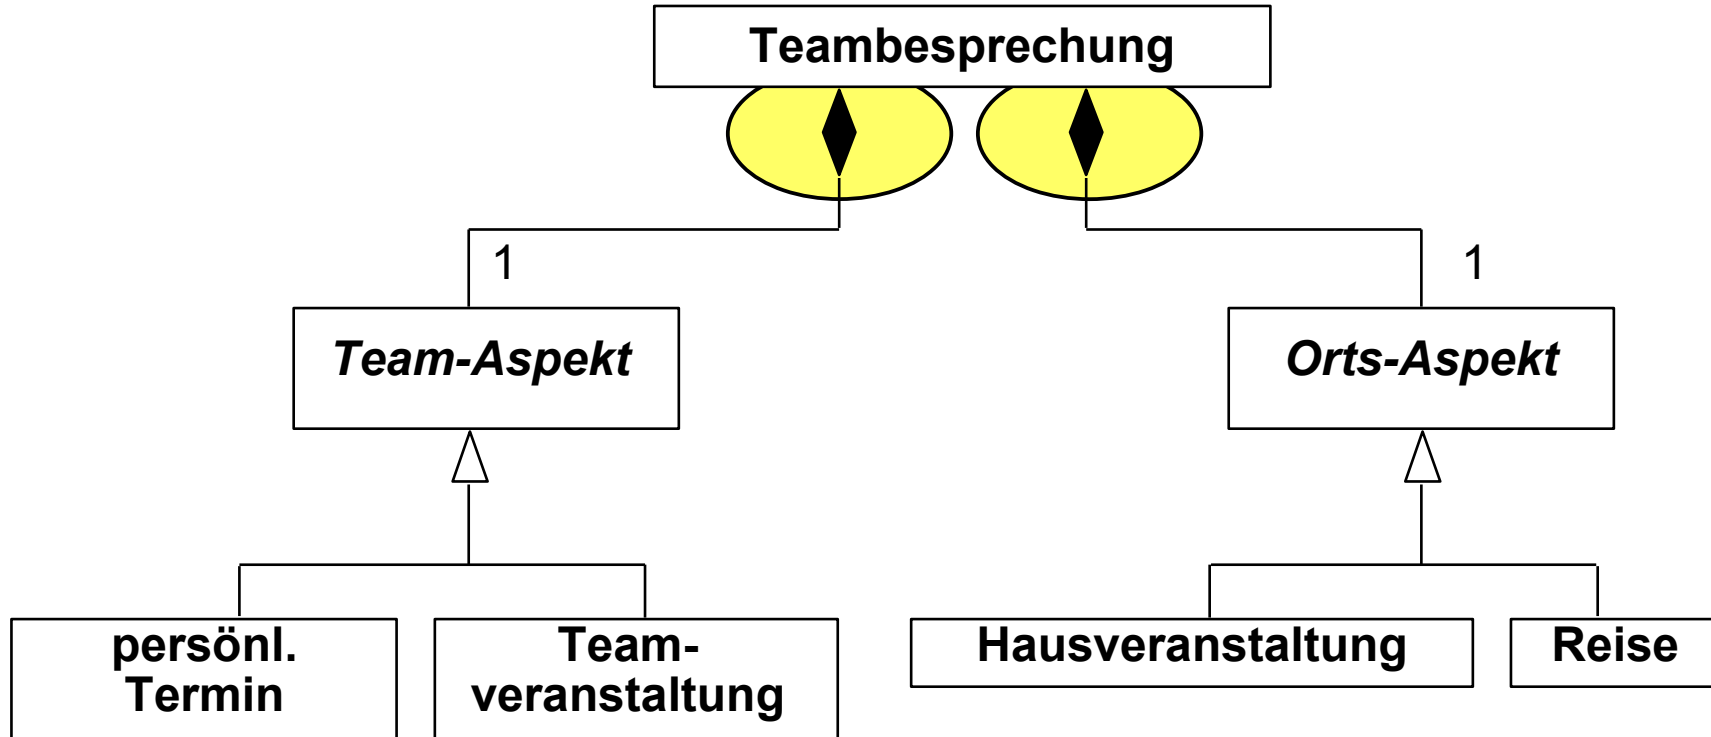 Teambesprechung
1
1
Team-Aspekt
Orts-Aspekt
persönl.
Termin
Team-
veranstaltung
Hausveranstaltung
Reise